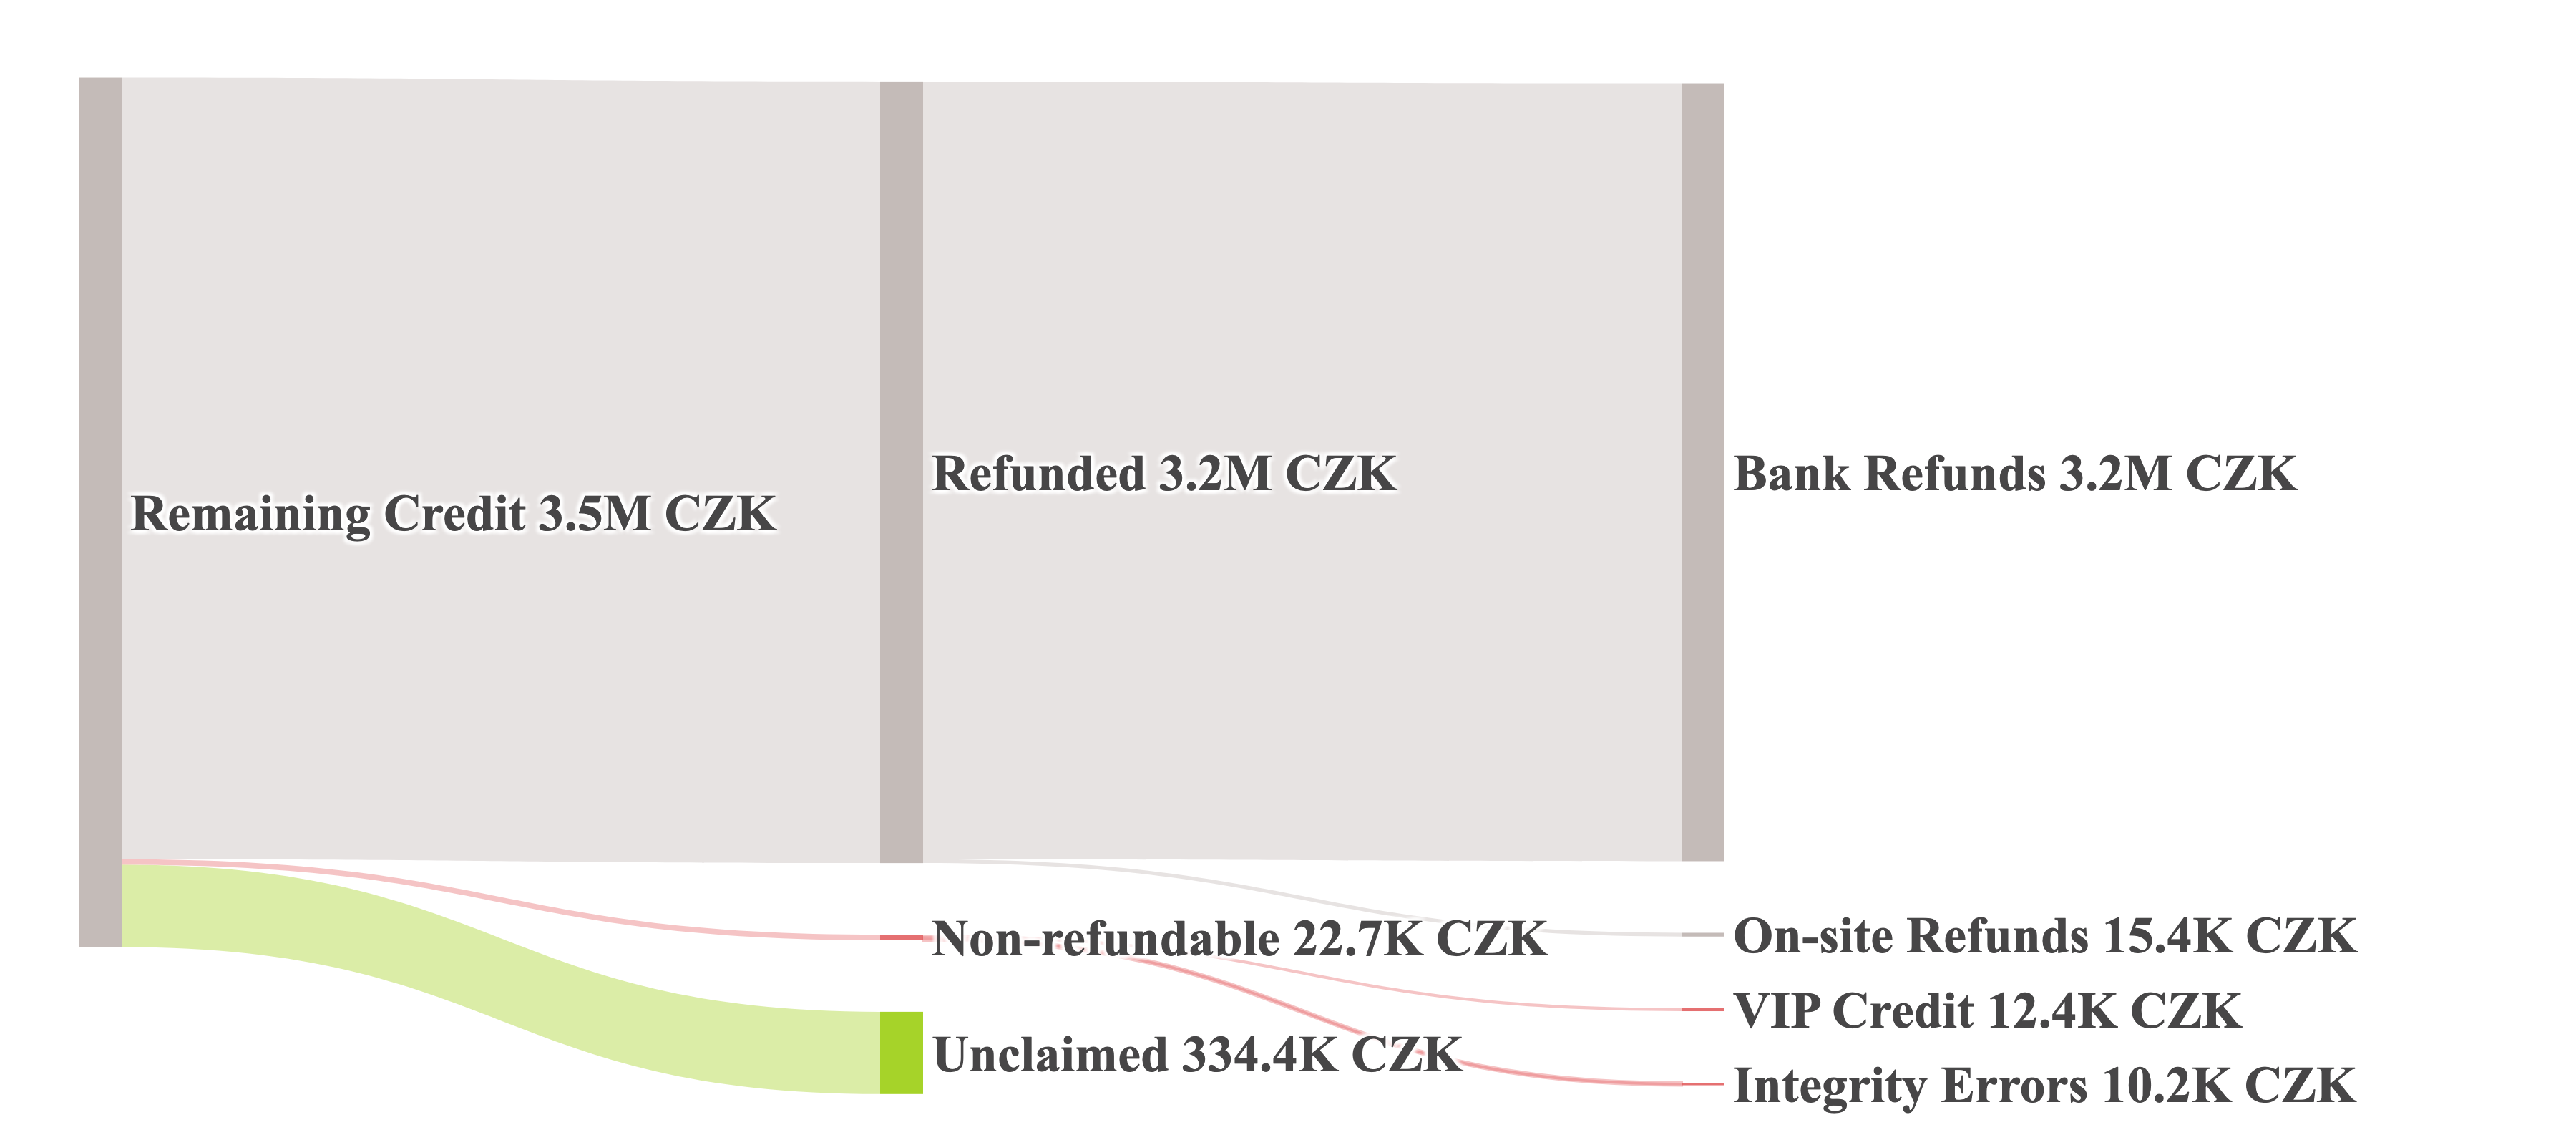 Remaining Credit 3.5M CZK
Refunded 3.2M CZK
Bank Refunds 3.2M CZK
Non-refundable 22.7K CZK
Unclaimed 334.4K CZK
On-site Refunds 15.4K CZK
VIP Credit 12.4K CZK
Integrity Errors 10.2K CZK